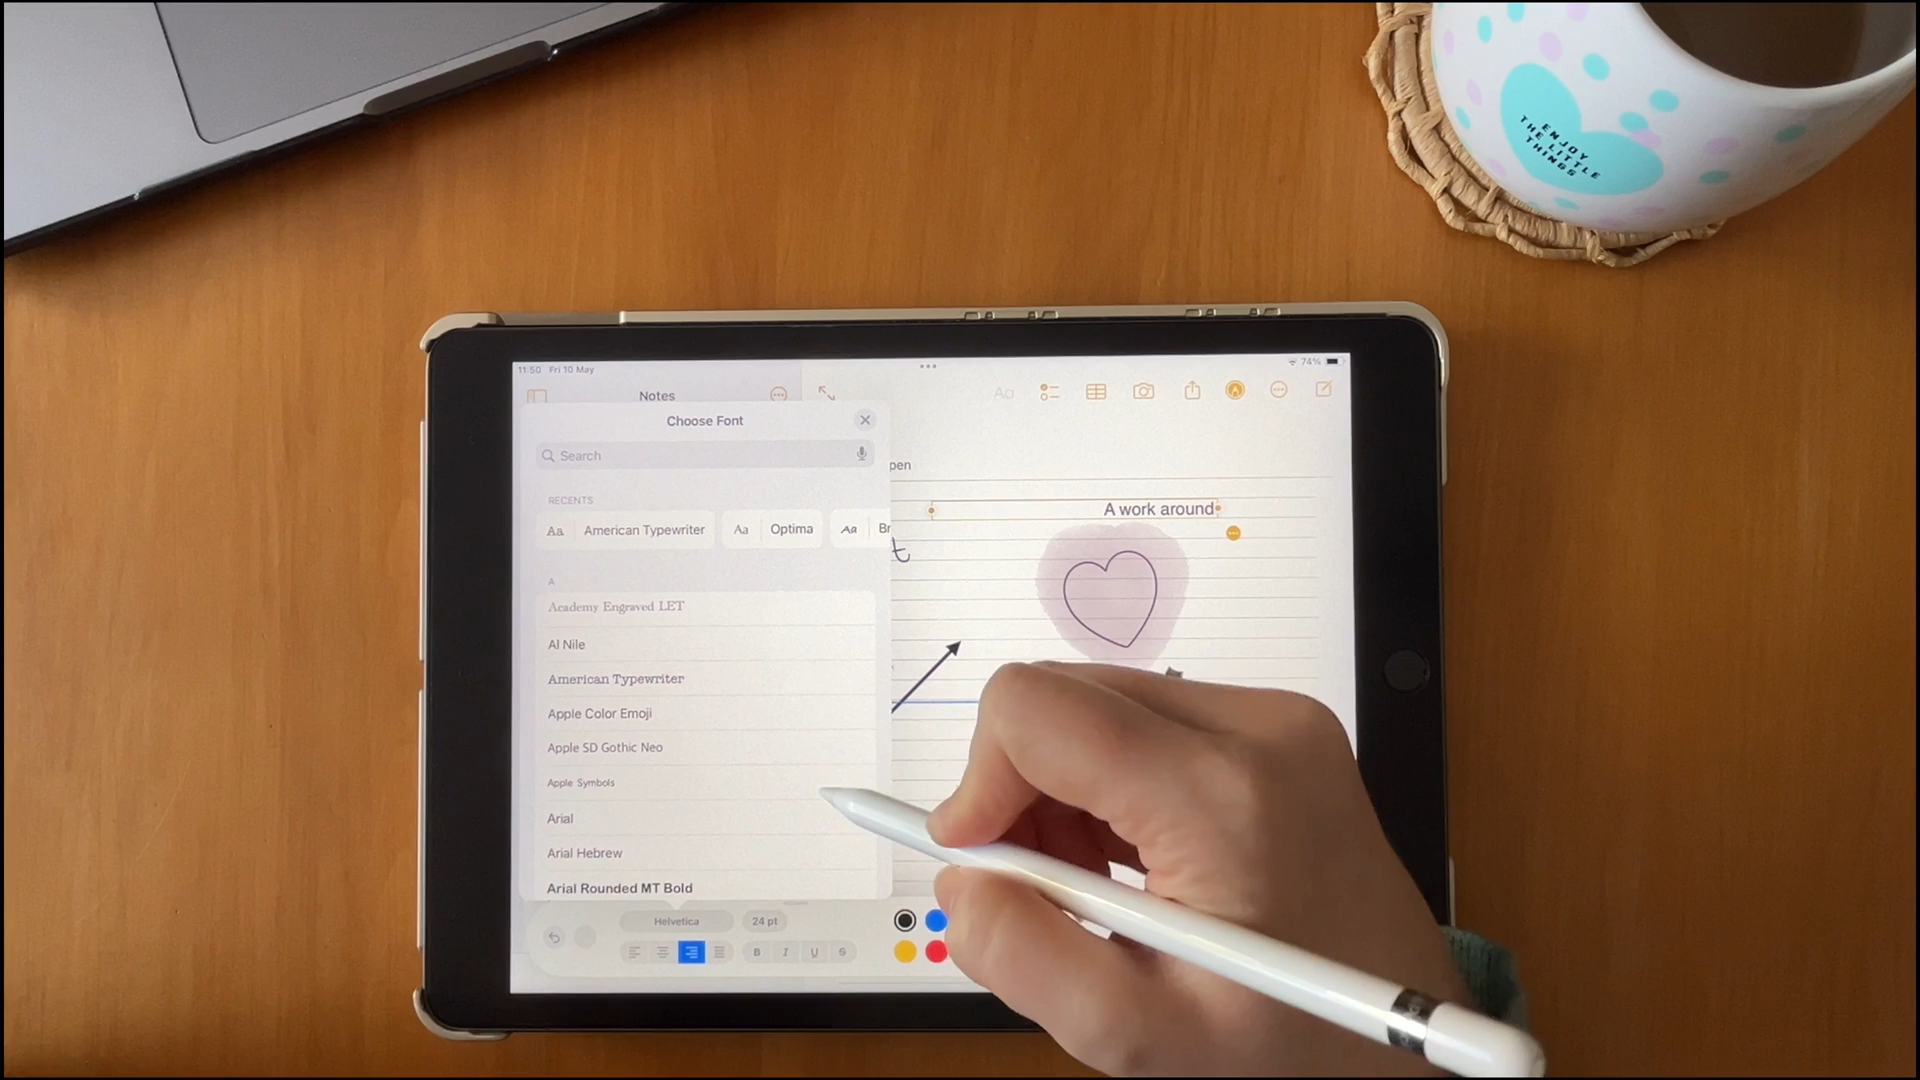 ENJOY
THE LITTLE
THINGS
11:50 Fri 10 May
74%
Notes
Aa
Choose Font
Search
pen
RECENTS
A work around
Aa American Typewriter
Aa Optima
Aa Br
t
A
Academy Engraved LET
Al Nile
American Typewriter
Apple Color Emoji
Apple SD Gothic Neo
Apple Symbols
Arial
Arial Hebrew
Arial Rounded MT Bold
Helvetica 24 pt
B I U S